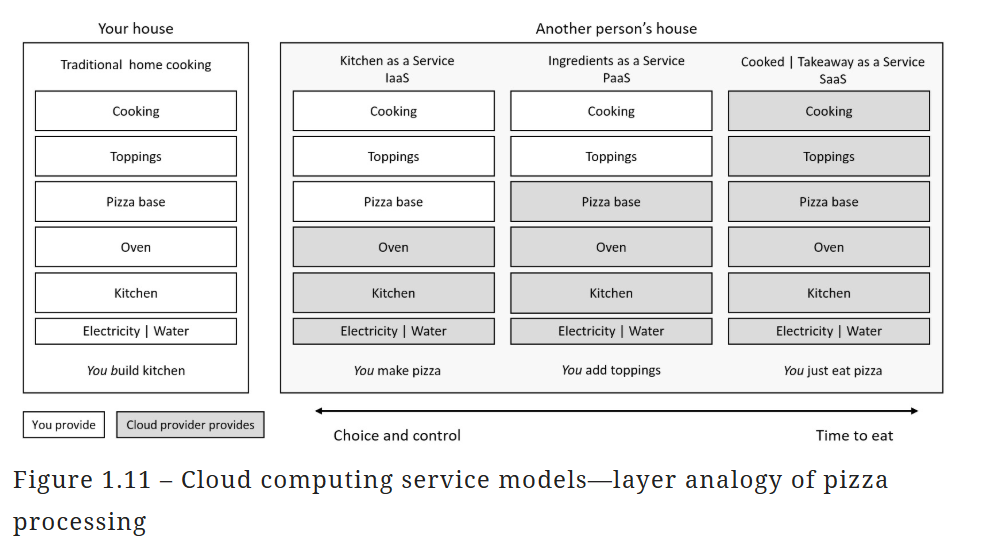 Your house
Another person's house
Traditional home cooking
Cooking
Toppings
Pizza base
Oven
Kitchen
Electricity | Water
You build kitchen
Kitchen as a Service
IaaS
Cooking
Toppings
Pizza base
Oven
Kitchen
Electricity | Water
You make pizza
Ingredients as a Service
PaaS
Cooking
Toppings
Pizza base
Oven
Kitchen
Electricity | Water
You add toppings
Cooked | Takeaway as a Service
SaaS
Cooking
Toppings
Pizza base
Oven
Kitchen
Electricity | Water
You just eat pizza
You provide
Cloud provider provides
Choice and control
Time to eat
Figure 1.11 – Cloud computing service models—layer analogy of pizza
processing